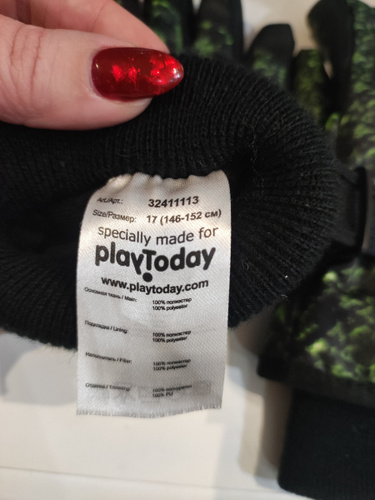 Art./Арт.: 32411113
Size/Размер: 17 (146-152 см)
specially made for
playToday
www.playtoday.com
Основная ткань / Main: 100% полиэстер
100% polyester
Подкладка / Lining: 100% полиэстер
100% polyester
Наполнитель / Filler: 100% полиэстер
100% polyester
Отделка / Trimming: 100% полиуретан
100% PU